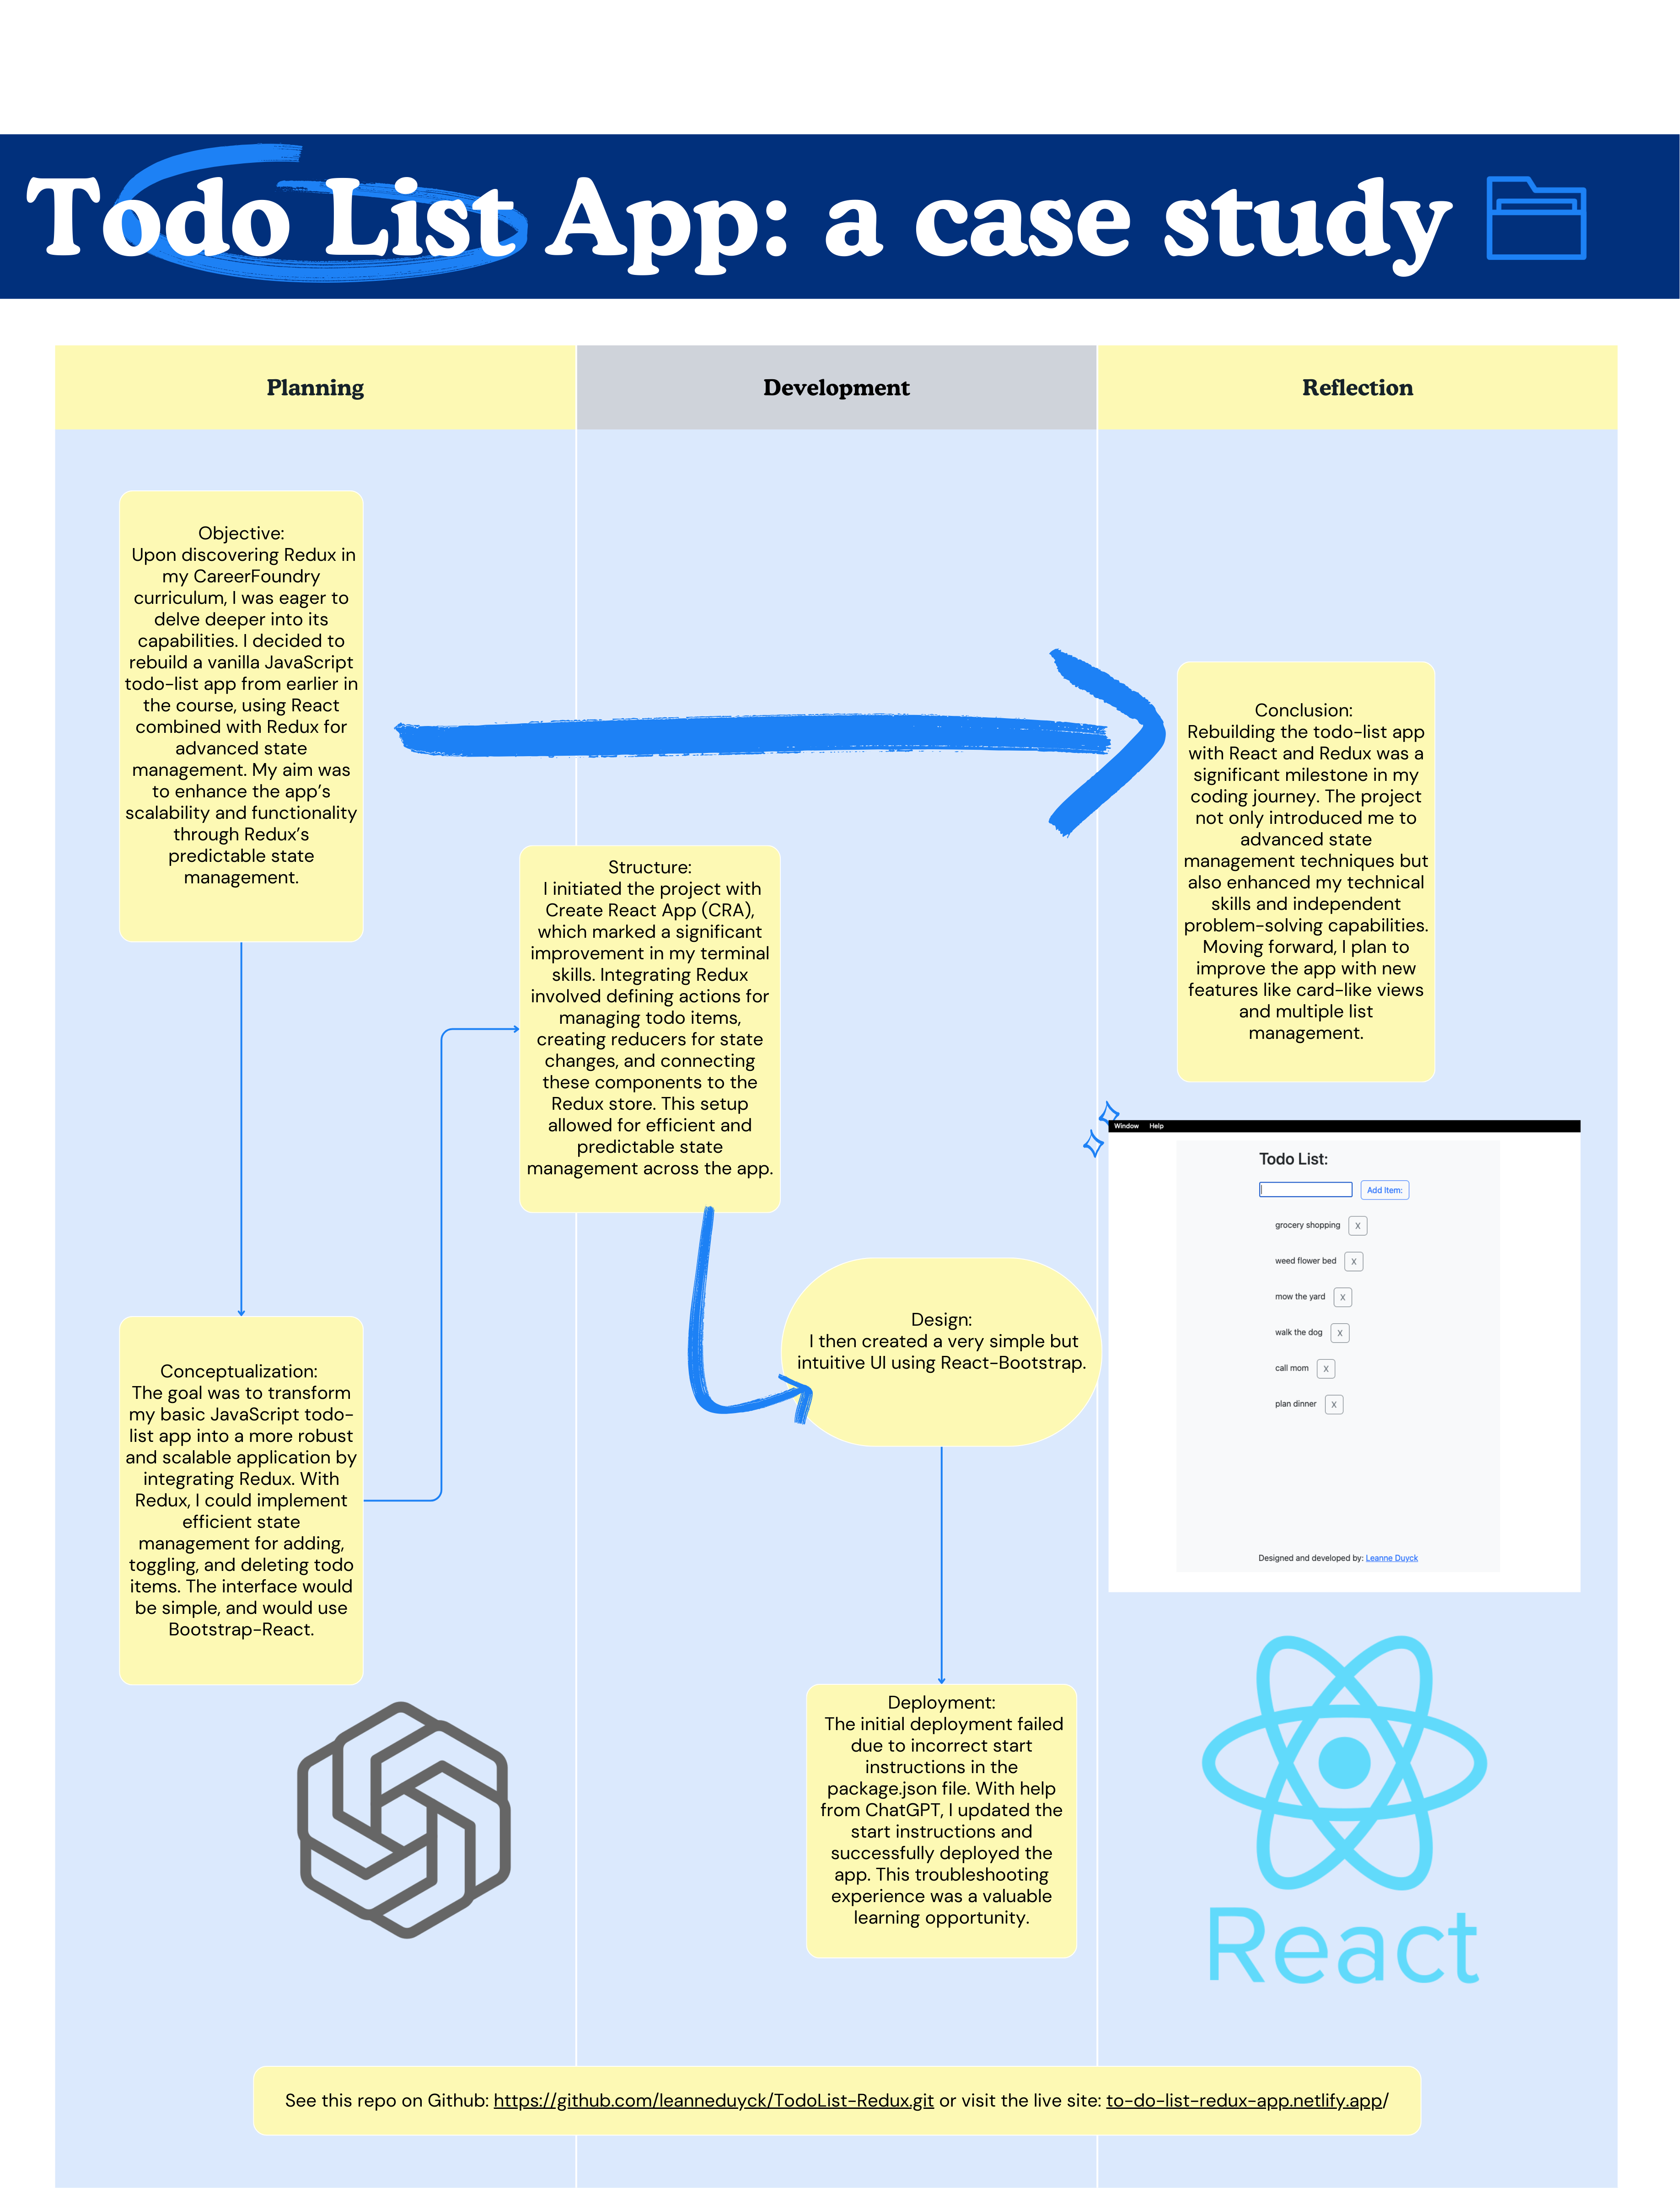 Todo List App: a case study
Planning
Development
Reflection
Objective:
Upon discovering Redux in
my CareerFoundry
curriculum, I was eager to
delve deeper into its
capabilities. I decided to
rebuild a vanilla JavaScript
todo-list app from earlier in
the course, using React
combined with Redux for
advanced state
management. My aim was
to enhance the app’s
scalability and functionality
through Redux’s
predictable state
management.
Conceptualization:
The goal was to transform
my basic JavaScript todo-
list app into a more robust
and scalable application by
integrating Redux. With
Redux, I could implement
efficient state
management for adding,
toggling, and deleting todo
items. The interface would
be simple, and would use
Bootstrap-React.
Structure:
I initiated the project with
Create React App (CRA),
which marked a significant
improvement in my terminal
skills. Integrating Redux
involved defining actions for
managing todo items,
creating reducers for state
changes, and connecting
these components to the
Redux store. This setup
allowed for efficient and
predictable state
management across the app.
Design:
I then created a very simple but
intuitive UI using React-Bootstrap.
Deployment:
The initial deployment failed
due to incorrect start
instructions in the
package.json file. With help
from ChatGPT, I updated the
start instructions and
successfully deployed the
app. This troubleshooting
experience was a valuable
learning opportunity.
Conclusion:
Rebuilding the todo-list app
with React and Redux was a
significant milestone in my
coding journey. The project
not only introduced me to
advanced state
management techniques but
also enhanced my technical
skills and independent
problem-solving capabilities.
Moving forward, I plan to
improve the app with new
features like card-like views
and multiple list
management.
Window Help
Todo List:
Add Item:
grocery shopping X
weed flower bed X
mow the yard X
walk the dog X
call mom X
plan dinner X
Designed and developed by: Leanne Duyck
React
See this repo on Github: https://github.com/leanneduyck/TodoList-Redux.git or visit the live site: to-do-list-redux-app.netlify.app/